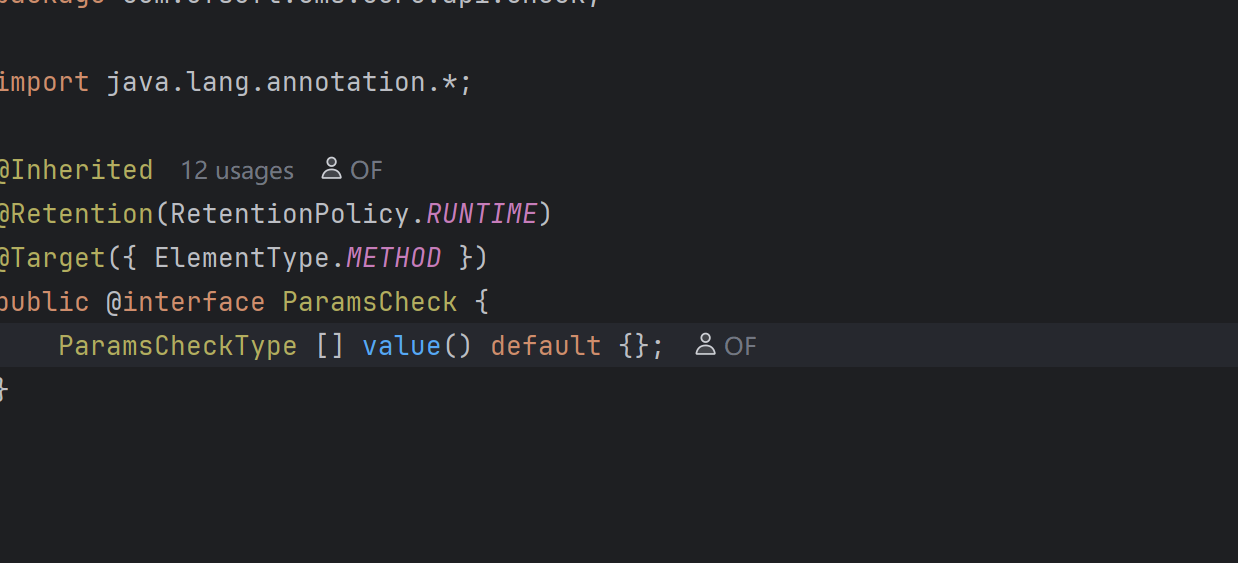 import java.lang.annotation.*;
@Inherited 12 usages OF
@Retention(RetentionPolicy.RUNTIME)
@Target({ ElementType.METHOD })
public @interface ParamsCheck {
ParamsCheckType [] value() default {}; OF
}